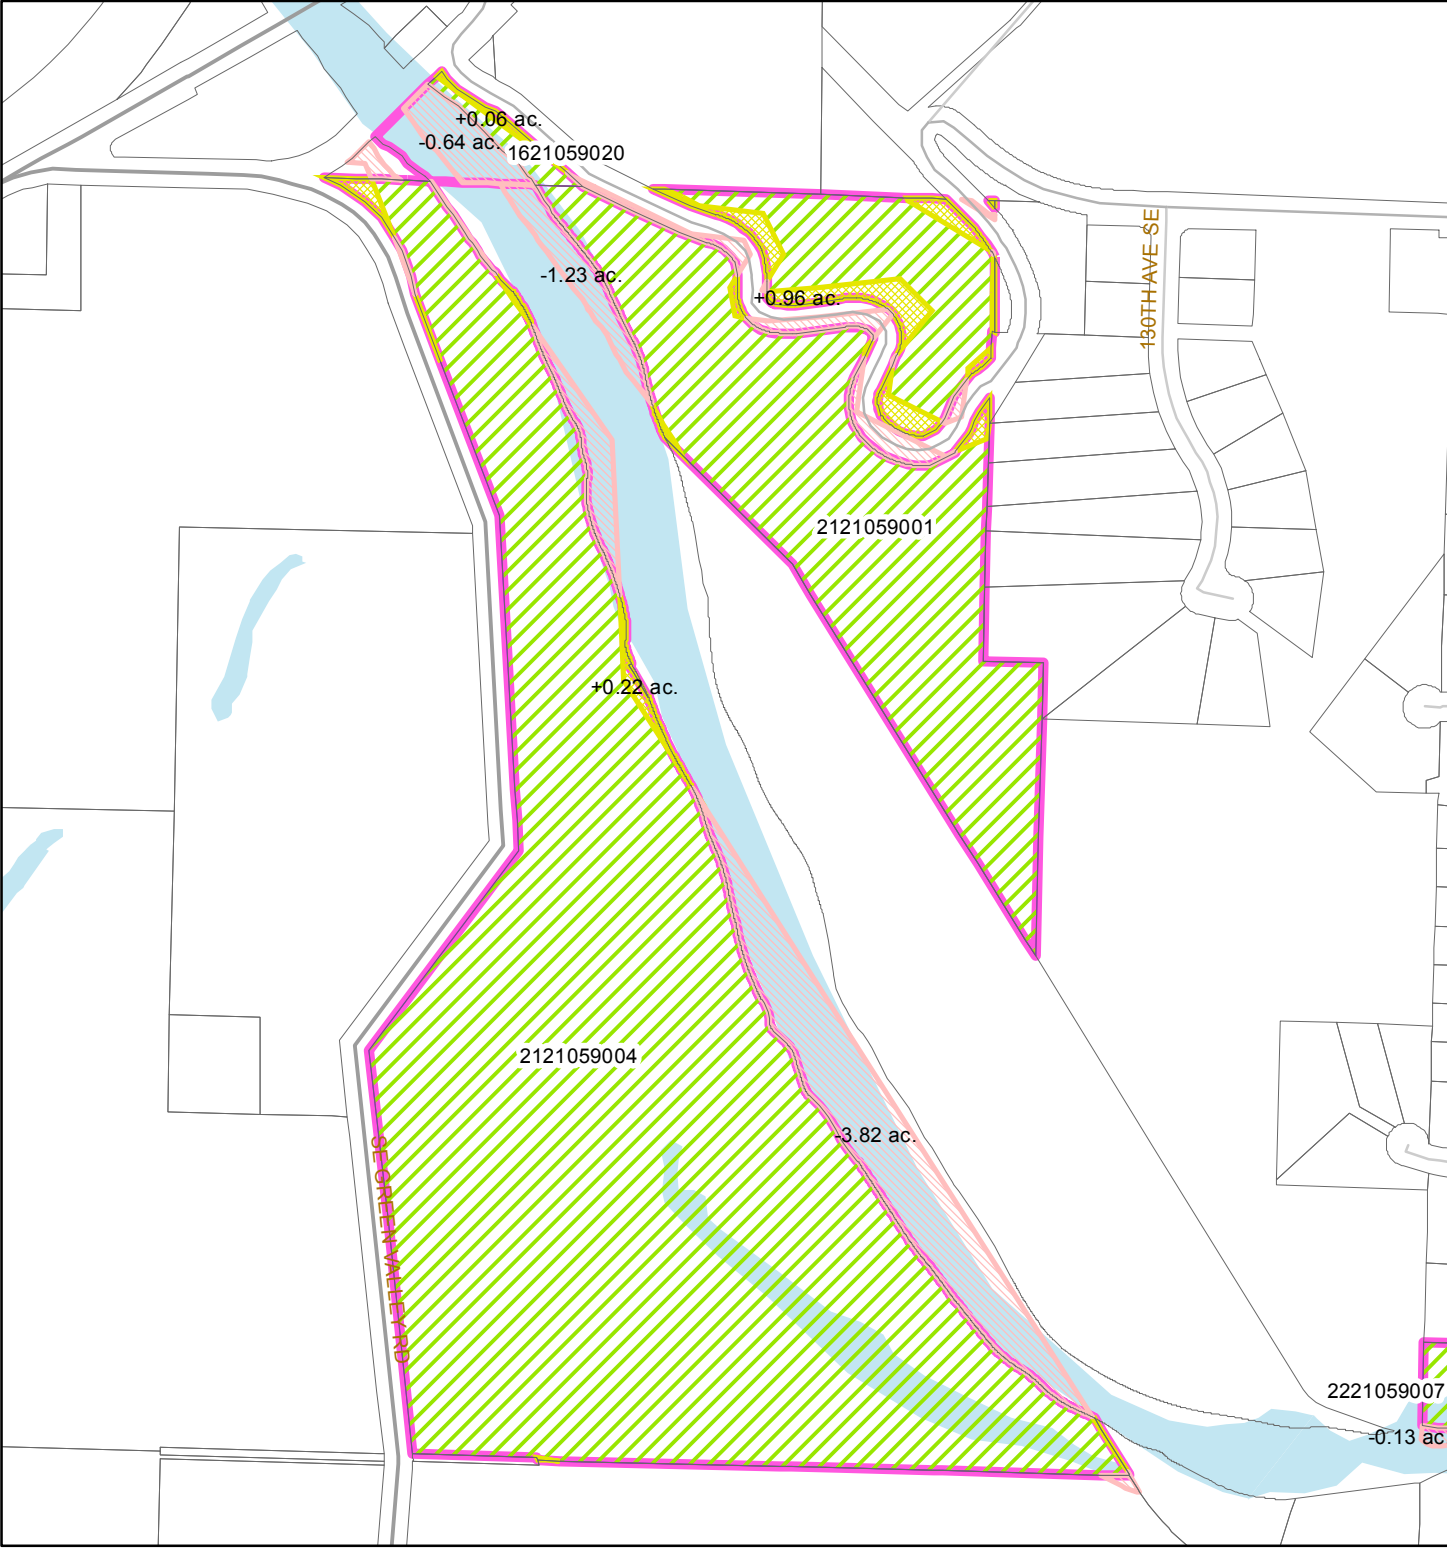 +0.06 ac.
-0.64 ac.
1621059020
130TH AVE SE
-1.23 ac.
+0.96 ac.
2121059001
+0.22 ac.
2121059004
-3.82 ac.
SE GREEN VALLEY RD
2221059007
-0.13 ac